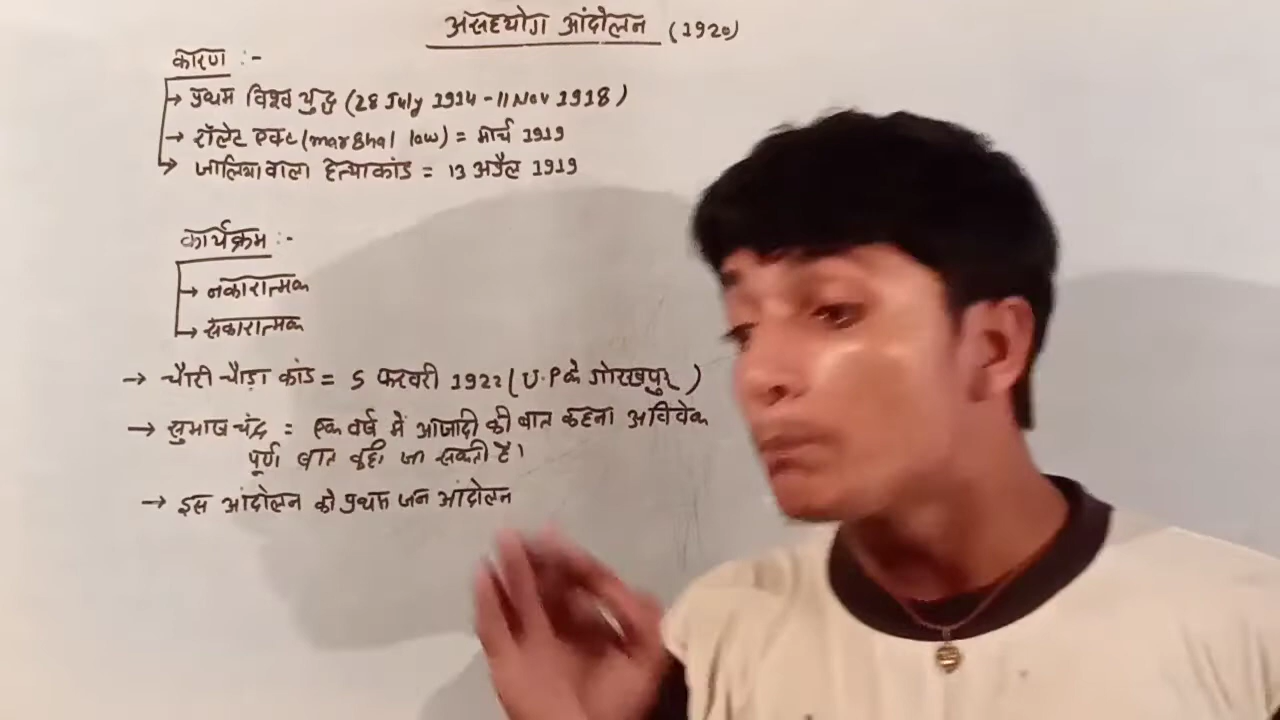 असहयोग आंदोलन (1920)
कारण :-
→ प्रथम विश्व युद्ध (28 July 1914 - 11 Nov 1918)
→ रॉलेट एक्ट (marshal low) = मार्च 1919
→ जालियावाला हत्याकांड = 13 अप्रैल 1919
कार्यक्रम :-
→ नकारात्मक
→ सकारात्मक
→ चौरी चौड़ा कांड = 5 फरवरी 1922 (U.P के गोरखपुर)
→ सुभाष चंद्र = एक वर्ष में आजादी की बात कहना अविवेक
पूर्ण बात कही जा सकती है।
→ इस आंदोलन को प्रथम जन आंदोलन